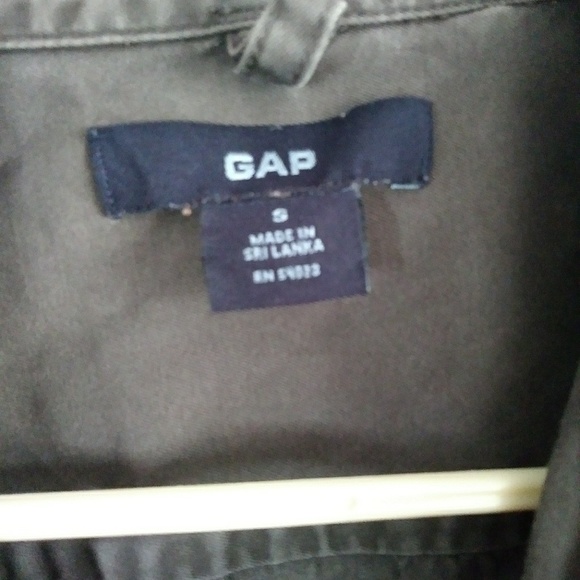 GAP
S
MADE IN
SRI LANKA
RN 54023